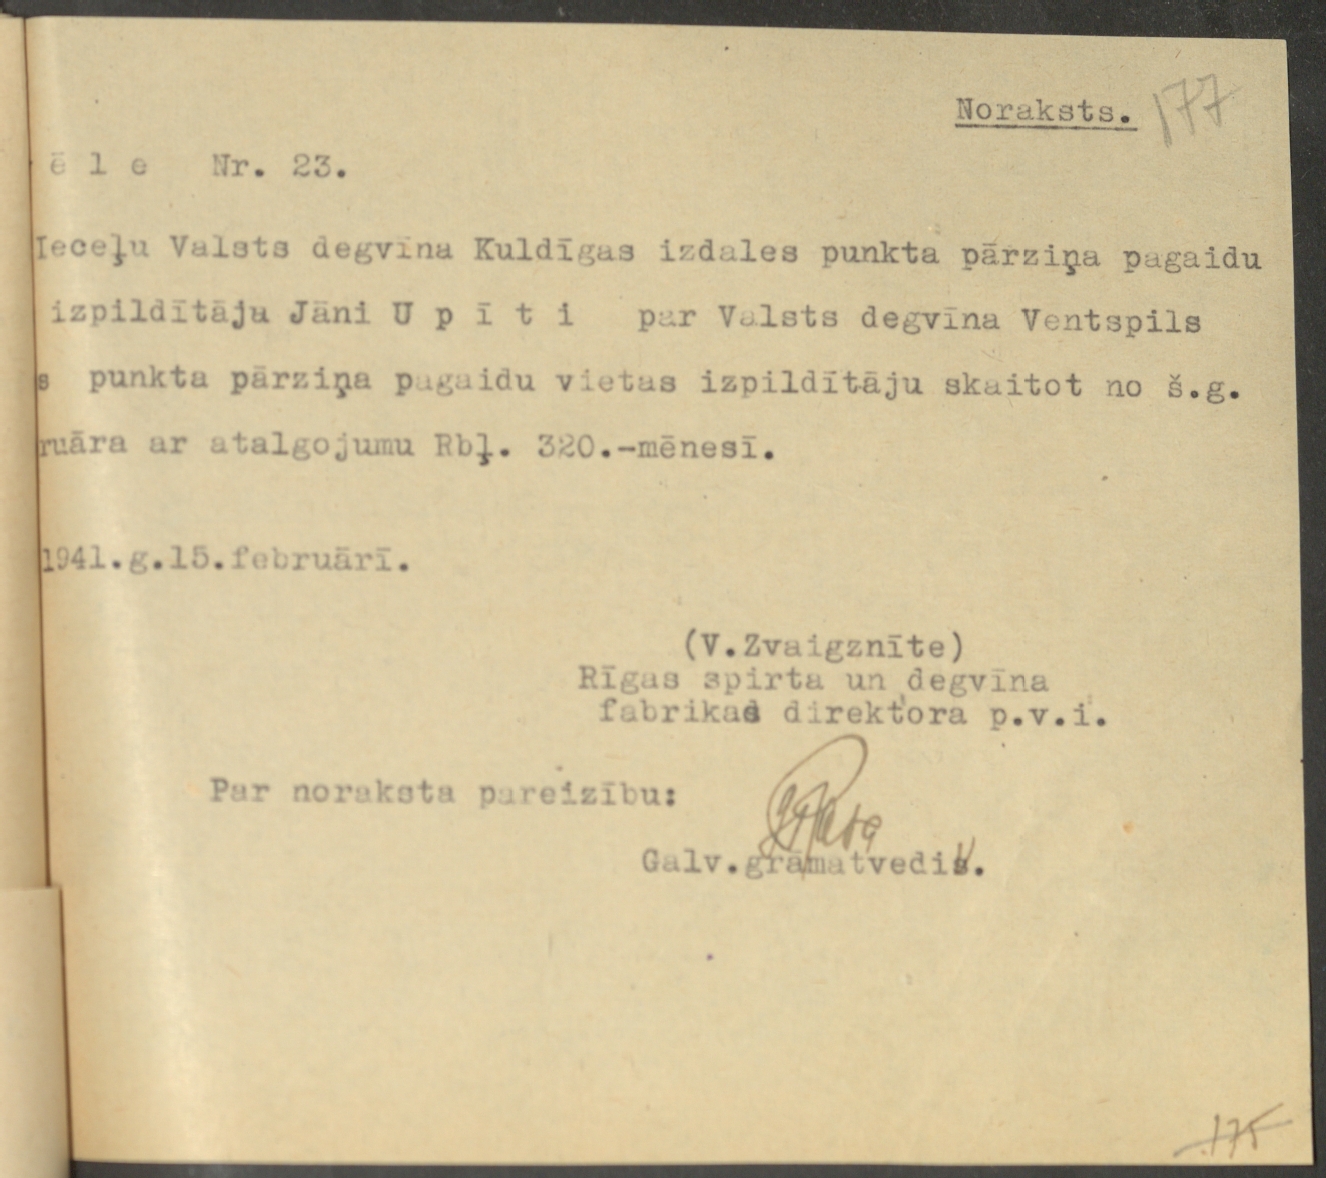 Noraksts. 177
ēle Nr. 23.
Ieceļu Valsts degvīna Kuldīgas izdales punkta pārziņa pagaidu
izpildītāju Jāni U p ī t i par Valsts degvīna Ventspils
s punkta pārziņa pagaidu vietas izpildītāju skaitot no š.g.
ruāra ar atalgojumu Rbļ. 320.-mēnesī.
1941.g.15.februārī.
(V.Zvaigznīte)
Rīgas spirta un degvīna
fabrikas direktora p.v.i.
Par noraksta pareizību:
Galv.grāmatvedis.
175